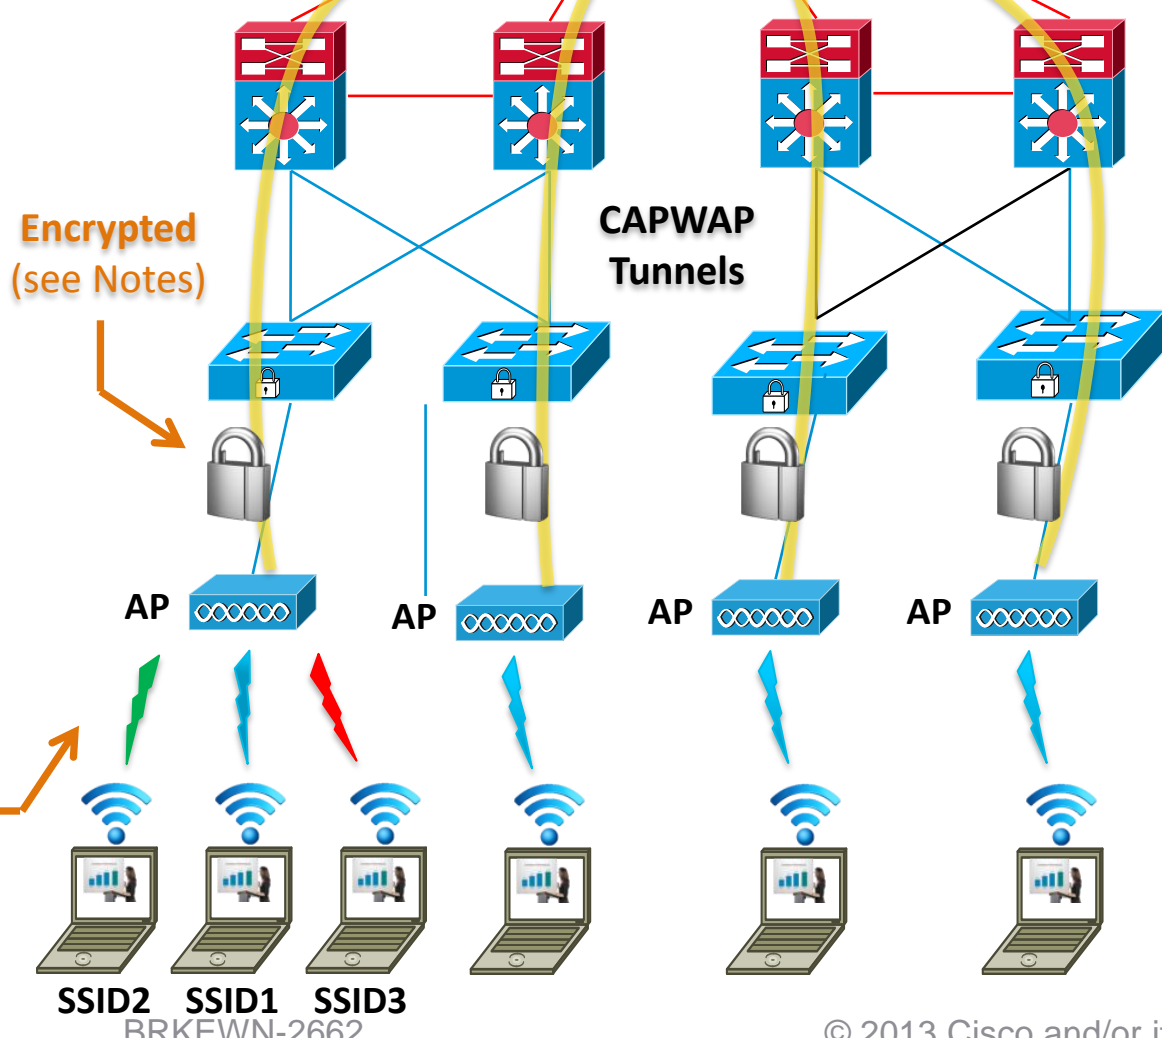 Encrypted
(see Notes)
CAPWAP
Tunnels
AP
AP
AP
AP
SSID2 SSID1 SSID3
BRKEWN-2662
© 2013 Cisco and/or